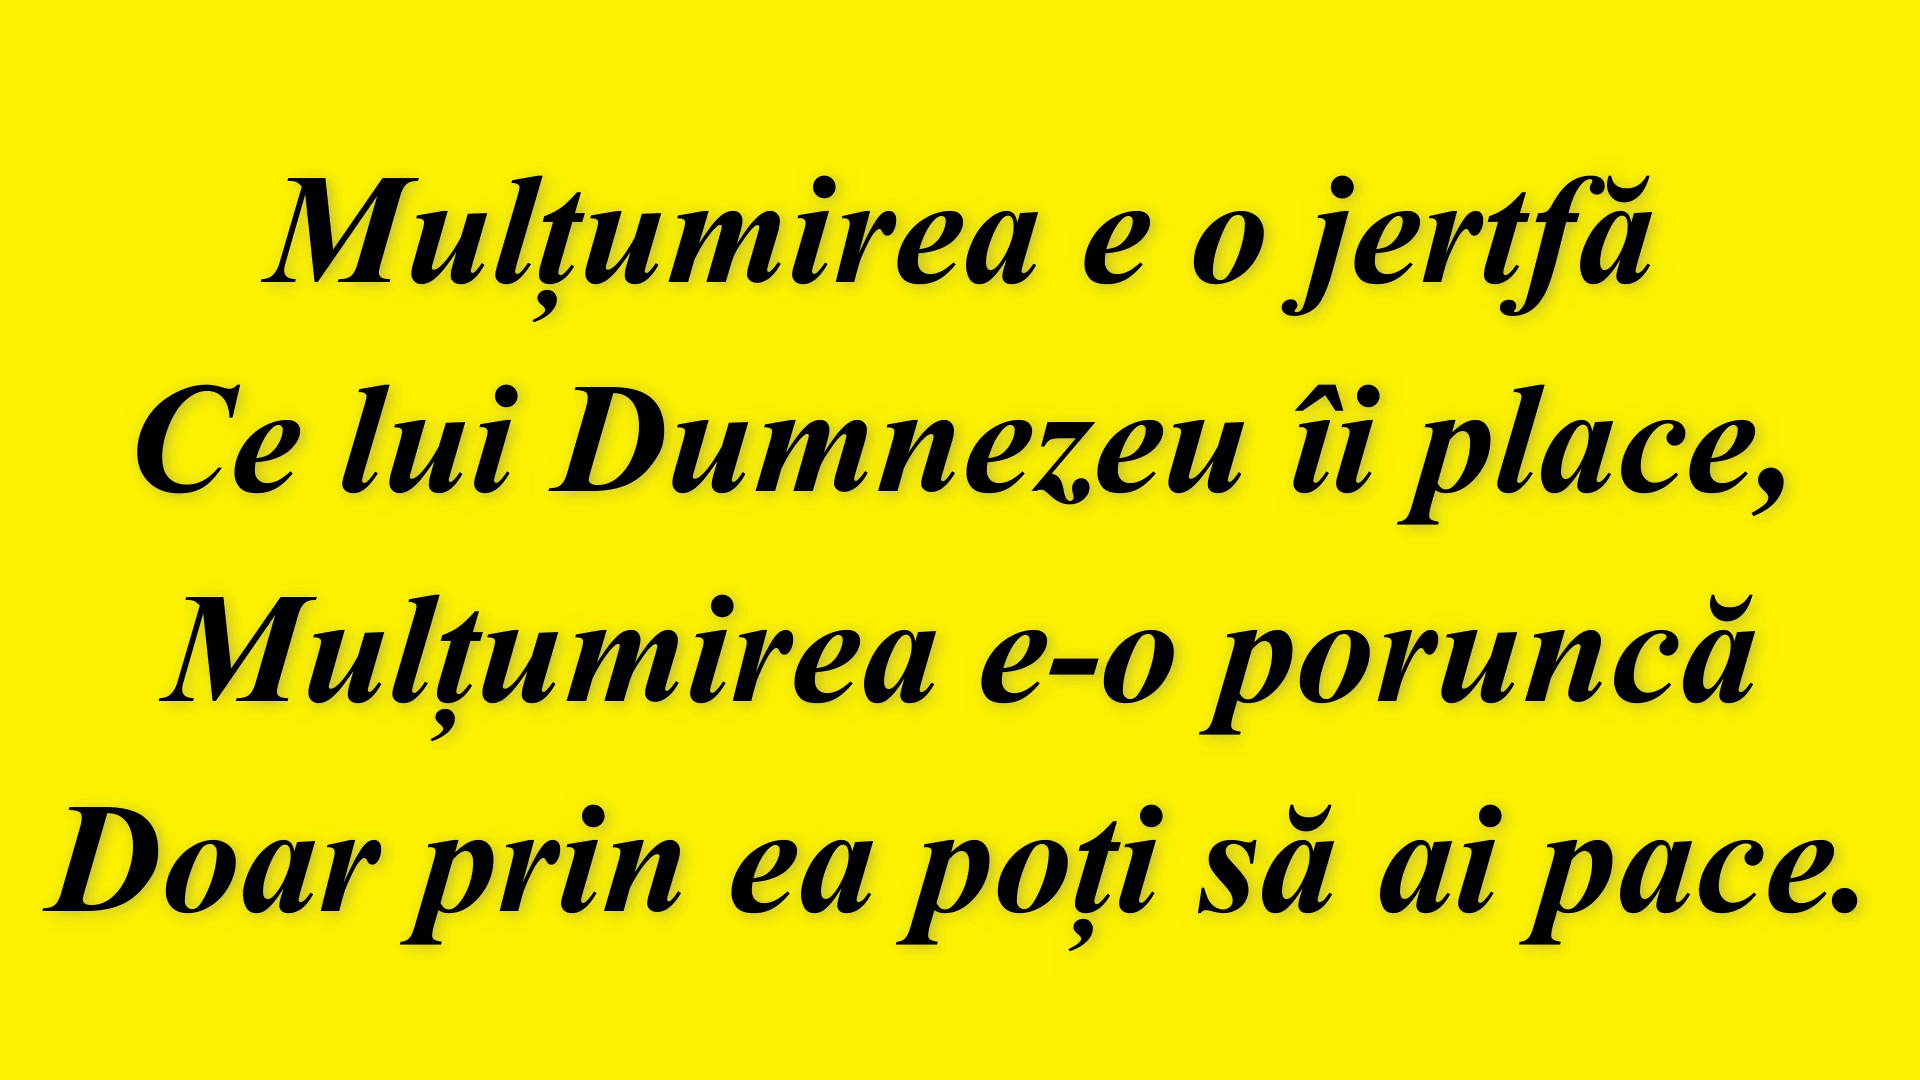 Mulțumirea e o jertfă
Ce lui Dumnezeu îi place,
Mulțumirea e-o poruncă
Doar prin ea poți să ai pace.